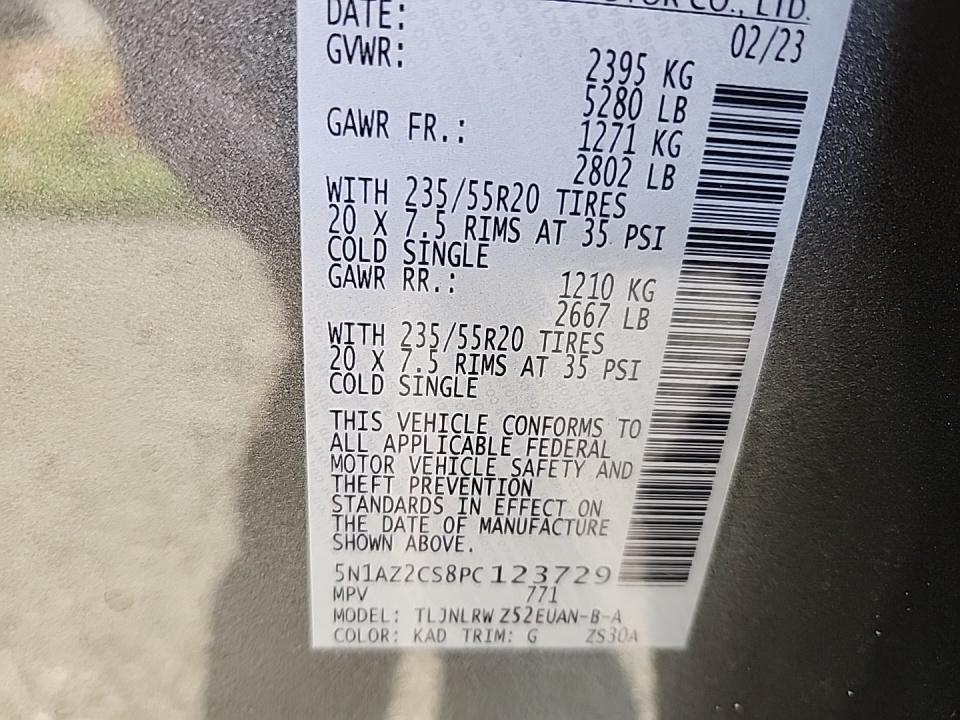 MOTOR CO., LTD.
DATE: 02/23
GVWR: 2395 KG
5280 LB
GAWR FR.: 1271 KG
2802 LB
WITH 235/55R20 TIRES
20 X 7.5 RIMS AT 35 PSI
COLD SINGLE
GAWR RR.: 1210 KG
2667 LB
WITH 235/55R20 TIRES
20 X 7.5 RIMS AT 35 PSI
COLD SINGLE
THIS VEHICLE CONFORMS TO
ALL APPLICABLE FEDERAL
MOTOR VEHICLE SAFETY AND
THEFT PREVENTION
STANDARDS IN EFFECT ON
THE DATE OF MANUFACTURE
SHOWN ABOVE.
5N1AZ2CS8PC123729
MPV 771
MODEL: TLJNLRW Z52EUAN-B-A
COLOR: KAD TRIM: G ZS30A